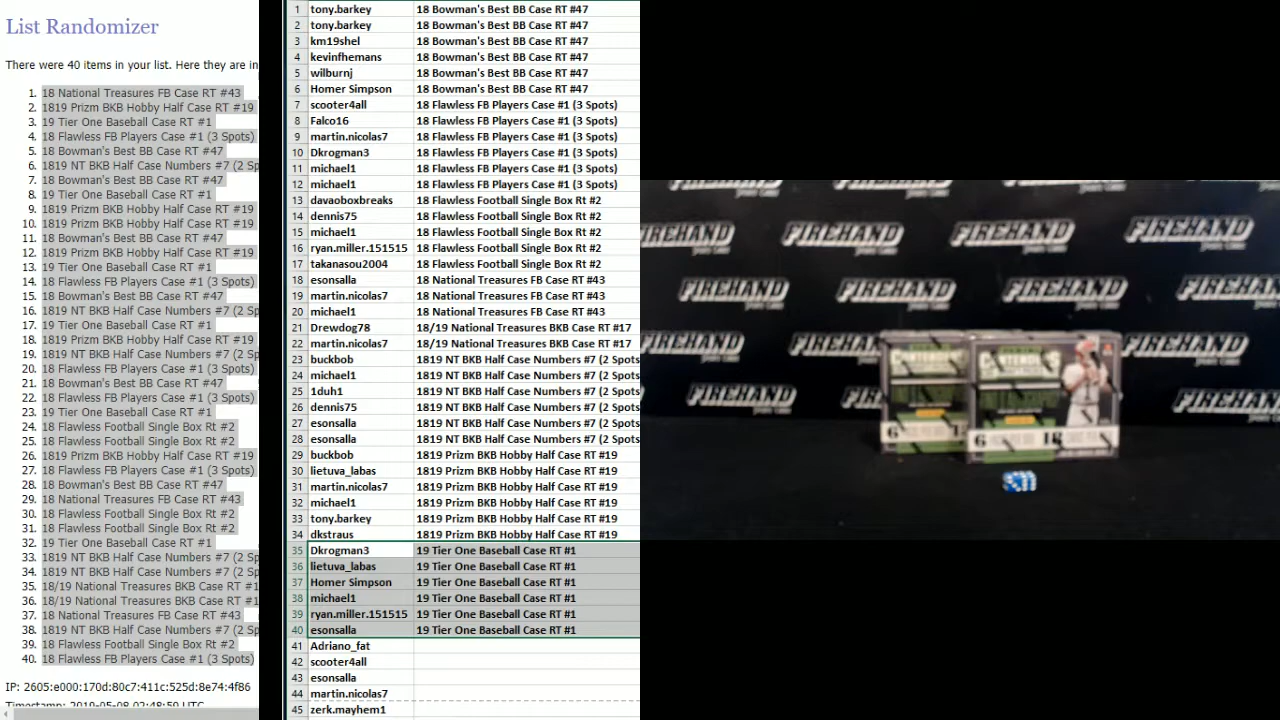 List Randomizer
There were 40 items in your list. Here they are in
1. 18 National Treasures FB Case RT #43
2. 1819 Prizm BKB Hobby Half Case RT #19
3. 19 Tier One Baseball Case RT #1
4. 18 Flawless FB Players Case #1 (3 Spots)
5. 18 Bowman's Best BB Case RT #47
6. 1819 NT BKB Half Case Numbers #7 (2 Sp
7. 18 Bowman's Best BB Case RT #47
8. 19 Tier One Baseball Case RT #1
9. 1819 Prizm BKB Hobby Half Case RT #19
10. 1819 Prizm BKB Hobby Half Case RT #19
11. 18 Bowman's Best BB Case RT #47
12. 1819 Prizm BKB Hobby Half Case RT #19
13. 19 Tier One Baseball Case RT #1
14. 18 Flawless FB Players Case #1 (3 Spots)
15. 18 Bowman's Best BB Case RT #47
16. 1819 NT BKB Half Case Numbers #7 (2 Sp
17. 19 Tier One Baseball Case RT #1
18. 1819 Prizm BKB Hobby Half Case RT #19
19. 1819 NT BKB Half Case Numbers #7 (2 Sp
20. 18 Flawless FB Players Case #1 (3 Spots)
21. 18 Bowman's Best BB Case RT #47
22. 18 Flawless FB Players Case #1 (3 Spots)
23. 19 Tier One Baseball Case RT #1
24. 18 Flawless Football Single Box Rt #2
25. 18 Flawless Football Single Box Rt #2
26. 1819 Prizm BKB Hobby Half Case RT #19
27. 18 Flawless FB Players Case #1 (3 Spots)
28. 18 Bowman's Best BB Case RT #47
29. 18 National Treasures FB Case RT #43
30. 18 Flawless Football Single Box Rt #2
31. 18 Flawless Football Single Box Rt #2
32. 19 Tier One Baseball Case RT #1
33. 1819 NT BKB Half Case Numbers #7 (2 Sp
34. 1819 NT BKB Half Case Numbers #7 (2 Sp
35. 18/19 National Treasures BKB Case RT #1
36. 18/19 National Treasures BKB Case RT #1
37. 18 National Treasures FB Case RT #43
38. 1819 NT BKB Half Case Numbers #7 (2 Sp
39. 18 Flawless Football Single Box Rt #2
40. 18 Flawless FB Players Case #1 (3 Spots)
IP: 2605:e000:170d:80c7:411c:525d:8e74:4f86
Timestamp: 2019-05-08 02:48:50 UTC
1 tony.barkey 18 Bowman's Best BB Case RT #47
2 tony.barkey 18 Bowman's Best BB Case RT #47
3 km19shel 18 Bowman's Best BB Case RT #47
4 kevinfhemans 18 Bowman's Best BB Case RT #47
5 wilburnj 18 Bowman's Best BB Case RT #47
6 Homer Simpson 18 Bowman's Best BB Case RT #47
7 scooter4all 18 Flawless FB Players Case #1 (3 Spots)
8 Falco16 18 Flawless FB Players Case #1 (3 Spots)
9 martin.nicolas7 18 Flawless FB Players Case #1 (3 Spots)
10 Dkrogman3 18 Flawless FB Players Case #1 (3 Spots)
11 michael1 18 Flawless FB Players Case #1 (3 Spots)
12 michael1 18 Flawless FB Players Case #1 (3 Spots)
13 davaoboxbreaks 18 Flawless Football Single Box Rt #2
14 dennis75 18 Flawless Football Single Box Rt #2
15 michael1 18 Flawless Football Single Box Rt #2
16 ryan.miller.151515 18 Flawless Football Single Box Rt #2
17 takanasou2004 18 Flawless Football Single Box Rt #2
18 esonsalla 18 National Treasures FB Case RT #43
19 martin.nicolas7 18 National Treasures FB Case RT #43
20 michael1 18 National Treasures FB Case RT #43
21 Drewdog78 18/19 National Treasures BKB Case RT #17
22 martin.nicolas7 18/19 National Treasures BKB Case RT #17
23 buckbob 1819 NT BKB Half Case Numbers #7 (2 Spots
24 michael1 1819 NT BKB Half Case Numbers #7 (2 Spots
25 1duh1 1819 NT BKB Half Case Numbers #7 (2 Spots
26 dennis75 1819 NT BKB Half Case Numbers #7 (2 Spots
27 esonsalla 1819 NT BKB Half Case Numbers #7 (2 Spots
28 esonsalla 1819 NT BKB Half Case Numbers #7 (2 Spots
29 buckbob 1819 Prizm BKB Hobby Half Case RT #19
30 lietuva_labas 1819 Prizm BKB Hobby Half Case RT #19
31 martin.nicolas7 1819 Prizm BKB Hobby Half Case RT #19
32 michael1 1819 Prizm BKB Hobby Half Case RT #19
33 tony.barkey 1819 Prizm BKB Hobby Half Case RT #19
34 dkstraus 1819 Prizm BKB Hobby Half Case RT #19
35 Dkrogman3 19 Tier One Baseball Case RT #1
36 lietuva_labas 19 Tier One Baseball Case RT #1
37 Homer Simpson 19 Tier One Baseball Case RT #1
38 michael1 19 Tier One Baseball Case RT #1
39 ryan.miller.151515 19 Tier One Baseball Case RT #1
40 esonsalla 19 Tier One Baseball Case RT #1
41 Adriano_fat
42 scooter4all
43 esonsalla
44 martin.nicolas7
45 zerk.mayhem1
FIREHAND FIREHAND FIREHAND FIREHAND
FIREHAND FIREHAND FIREHAND FIREHAND
FIREHAND FIREHAND
FIREHAND FIREHAND